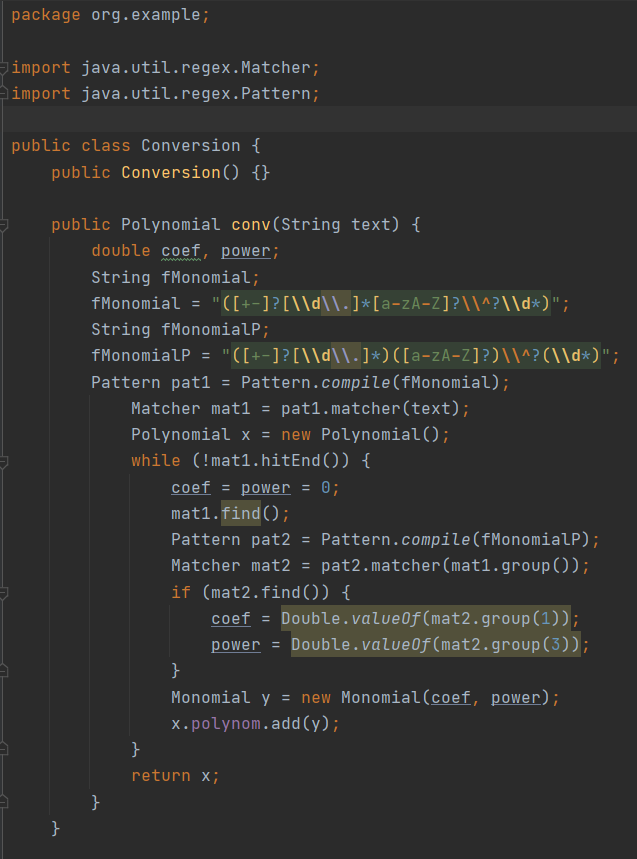 package org.example;
import java.util.regex.Matcher;
import java.util.regex.Pattern;
public class Conversion {
public Conversion() {}
public Polynomial conv(String text) {
double coef, power;
String fMonomial;
fMonomial = "([+-]?[\\d\\.]*[a-zA-Z]?\\^?\\d*)";
String fMonomialP;
fMonomialP = "([+-]?[\\d\\.]*)([a-zA-Z]?)\\^?(\\d*)";
Pattern pat1 = Pattern.compile(fMonomial);
Matcher mat1 = pat1.matcher(text);
Polynomial x = new Polynomial();
while (!mat1.hitEnd()) {
coef = power = 0;
mat1.find();
Pattern pat2 = Pattern.compile(fMonomialP);
Matcher mat2 = pat2.matcher(mat1.group());
if (mat2.find()) {
coef = Double.valueOf(mat2.group(1));
power = Double.valueOf(mat2.group(3));
}
Monomial y = new Monomial(coef, power);
x.polynom.add(y);
}
return x;
}
}